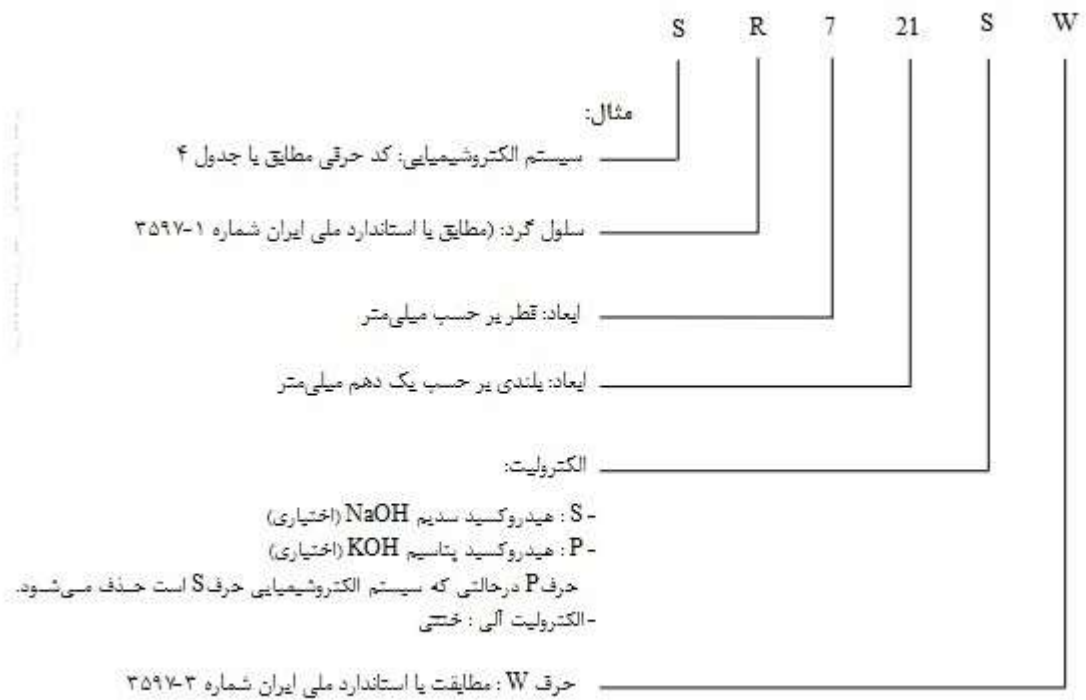 S R 7 21 S W
مثال:
سیستم الکتروشیمیایی: کد حرفی مطابق با جدول ۴
سلول گرد: (مطابق با استاندارد ملی ایران شماره ۱-۳۵۹۷
ابعاد: قطر بر حسب میلی‌متر
ابعاد: بلندی بر حسب یک دهم میلی‌متر
الکترولیت:
- S : هیدروکسید سدیم NaOH (اختیاری)
- P : هیدروکسید پتاسیم KOH (اختیاری)
حرف P درحالتی که سیستم الکتروشیمیایی حرف S است حذف می‌شود.
-الکترولیت آلی : خنثی
حرف W : مطابقت با استاندارد ملی ایران شماره ۳-۳۵۹۷